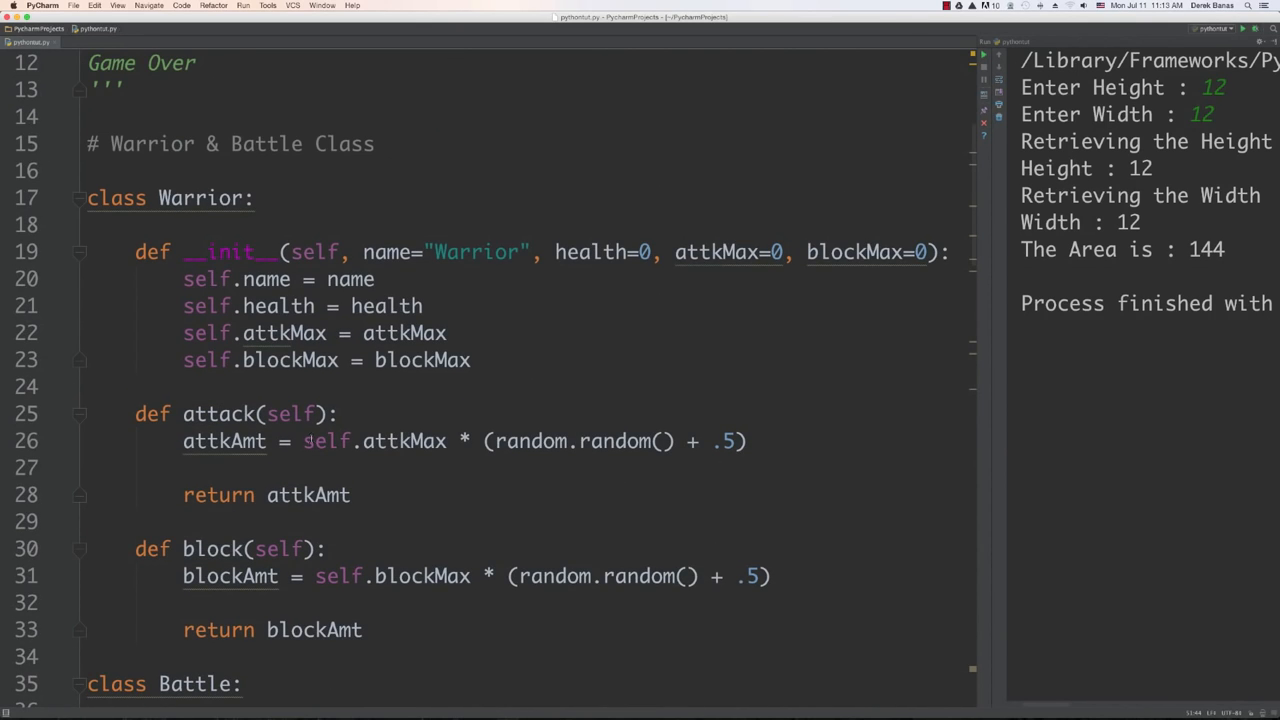 PyCharm File Edit View Navigate Code Refactor Run Tools VCS Window Help
10 Mon Jul 11 11:13 AM Derek Banas
pythontut.py - PycharmProjects - [~/PycharmProjects]
PycharmProjects pythontut.py
pythontut
pythontut.py
Run pythontut
12 Game Over
13 '''
14
15 # Warrior & Battle Class
16
17 class Warrior:
18
19 def __init__(self, name="Warrior", health=0, attkMax=0, blockMax=0):
20 self.name = name
21 self.health = health
22 self.attkMax = attkMax
23 self.blockMax = blockMax
24
25 def attack(self):
26 attkAmt = self.attkMax * (random.random() + .5)
27
28 return attkAmt
29
30 def block(self):
31 blockAmt = self.blockMax * (random.random() + .5)
32
33 return blockAmt
34
35 class Battle:
/Library/Frameworks/Py
Enter Height : 12
Enter Width : 12
Retrieving the Height
Height : 12
Retrieving the Width
Width : 12
The Area is : 144
Process finished with
51:44 LF UTF-8